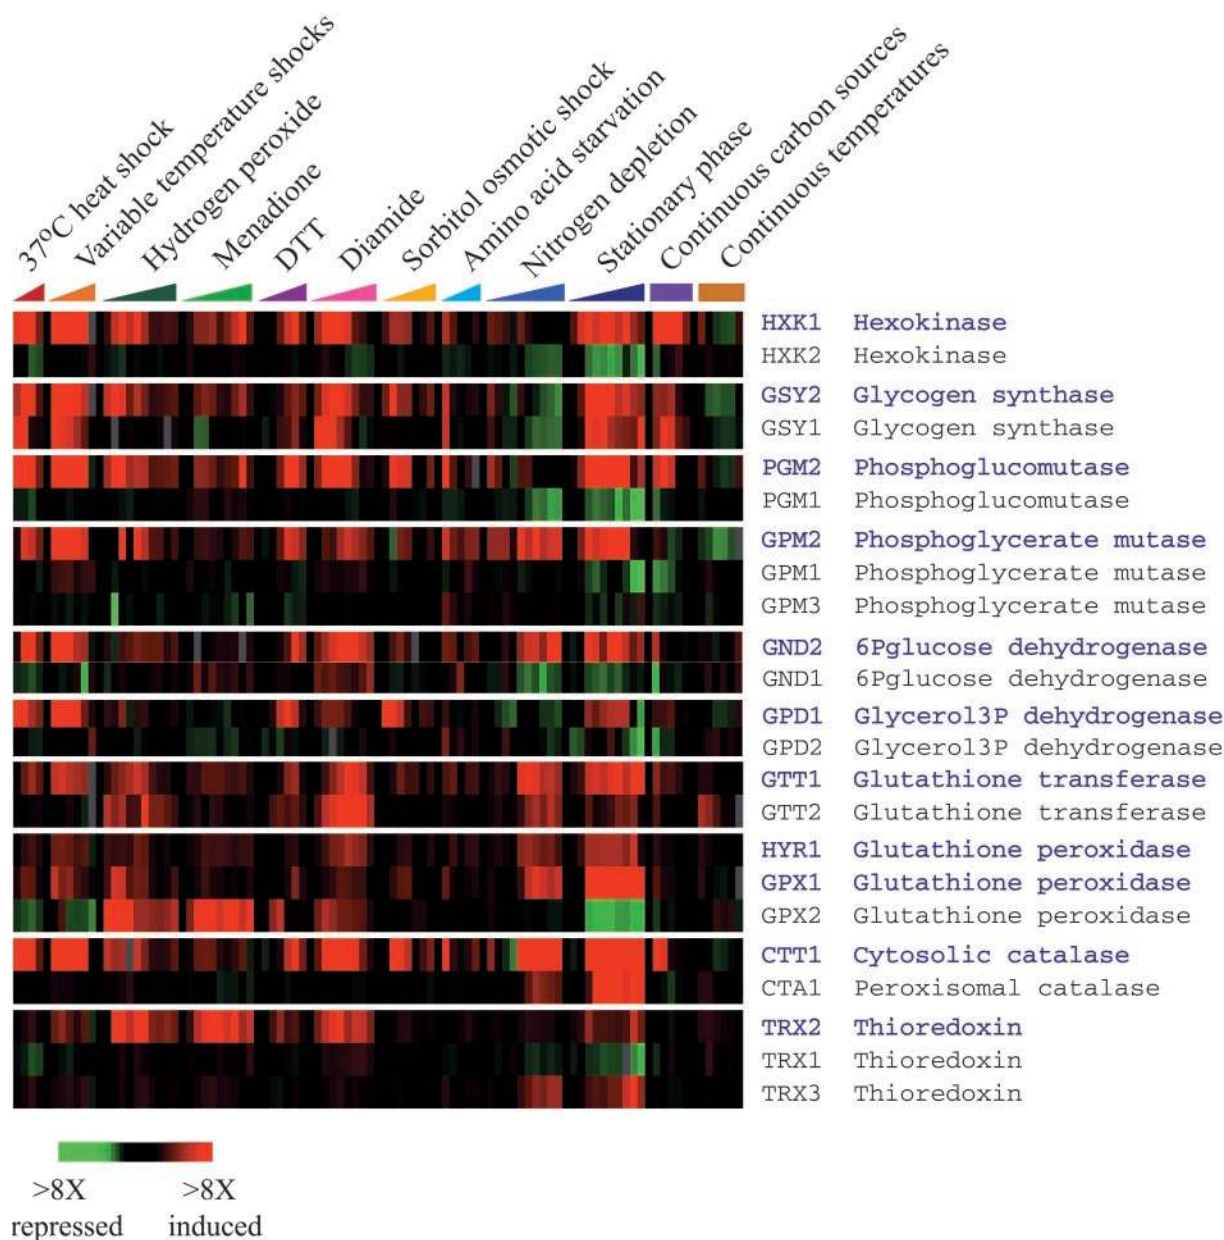 37°C heat shock
Variable temperature shocks
Hydrogen peroxide
Menadione
DTT
Diamide
Sorbitol osmotic shock
Amino acid starvation
Nitrogen depletion
Stationary phase
Continuous carbon sources
Continuous temperatures
HXK1 Hexokinase
HXK2 Hexokinase
GSY2 Glycogen synthase
GSY1 Glycogen synthase
PGM2 Phosphoglucomutase
PGM1 Phosphoglucomutase
GPM2 Phosphoglycerate mutase
GPM1 Phosphoglycerate mutase
GPM3 Phosphoglycerate mutase
GND2 6Pglucose dehydrogenase
GND1 6Pglucose dehydrogenase
GPD1 Glycerol3P dehydrogenase
GPD2 Glycerol3P dehydrogenase
GTT1 Glutathione transferase
GTT2 Glutathione transferase
HYR1 Glutathione peroxidase
GPX1 Glutathione peroxidase
GPX2 Glutathione peroxidase
CTT1 Cytosolic catalase
CTA1 Peroxisomal catalase
TRX2 Thioredoxin
TRX1 Thioredoxin
TRX3 Thioredoxin
>8X >8X
repressed induced